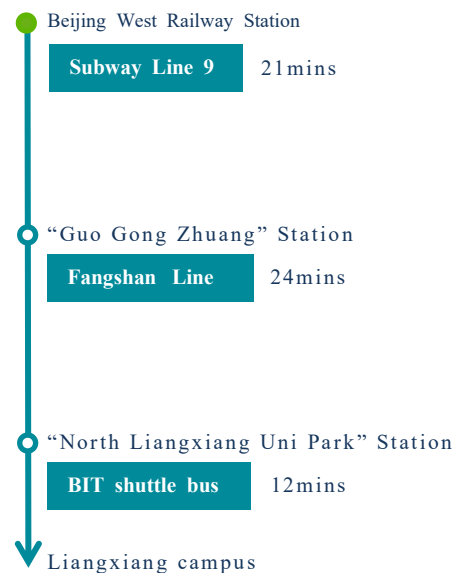 Beijing West Railway Station
Subway Line 9 21mins
“Guo Gong Zhuang” Station
Fangshan Line 24mins
“North Liangxiang Uni Park” Station
BIT shuttle bus 12mins
Liangxiang campus